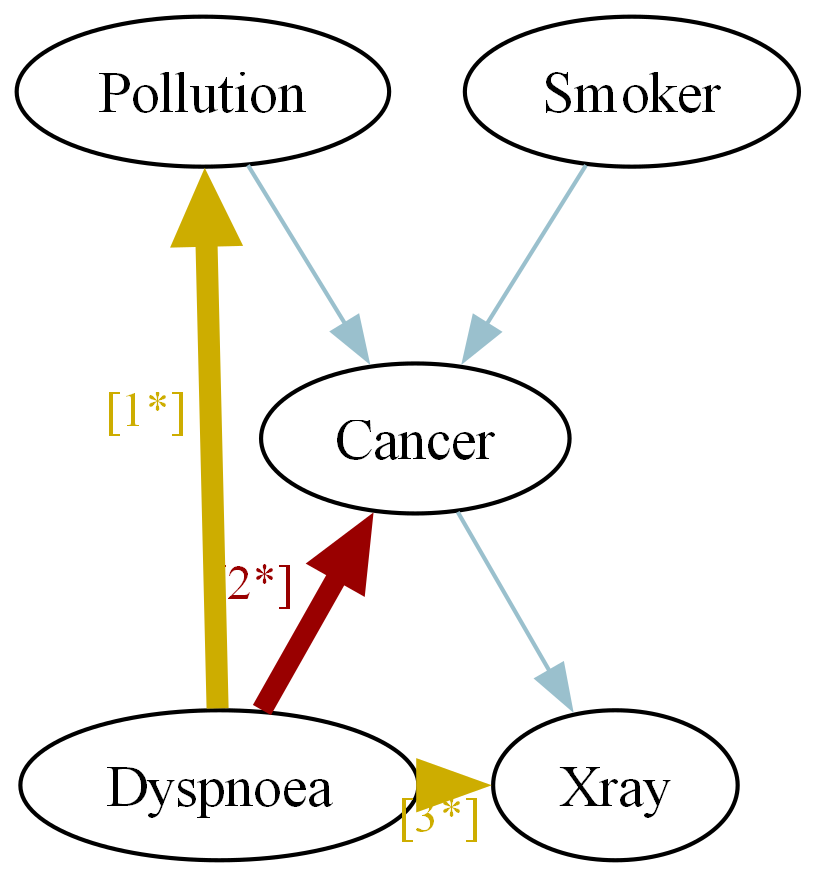 Pollution
Smoker
[1*]
Cancer
[2*]
Dyspnoea
Xray
[3*]